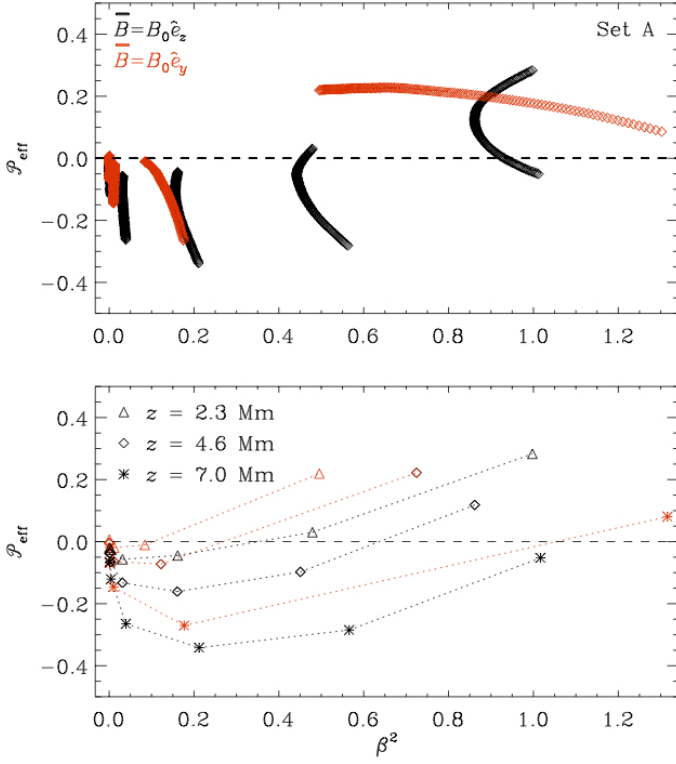 B̅=B₀ê_z Set A
B̅=B₀ê_y
0.4
0.2
0.0
−0.2
−0.4
𝒫eff
0.0 0.2 0.4 0.6 0.8 1.0 1.2
△ z = 2.3 Mm
◇ z = 4.6 Mm
✳ z = 7.0 Mm
0.4
0.2
0.0
−0.2
−0.4
𝒫eff
0.0 0.2 0.4 0.6 0.8 1.0 1.2
β²